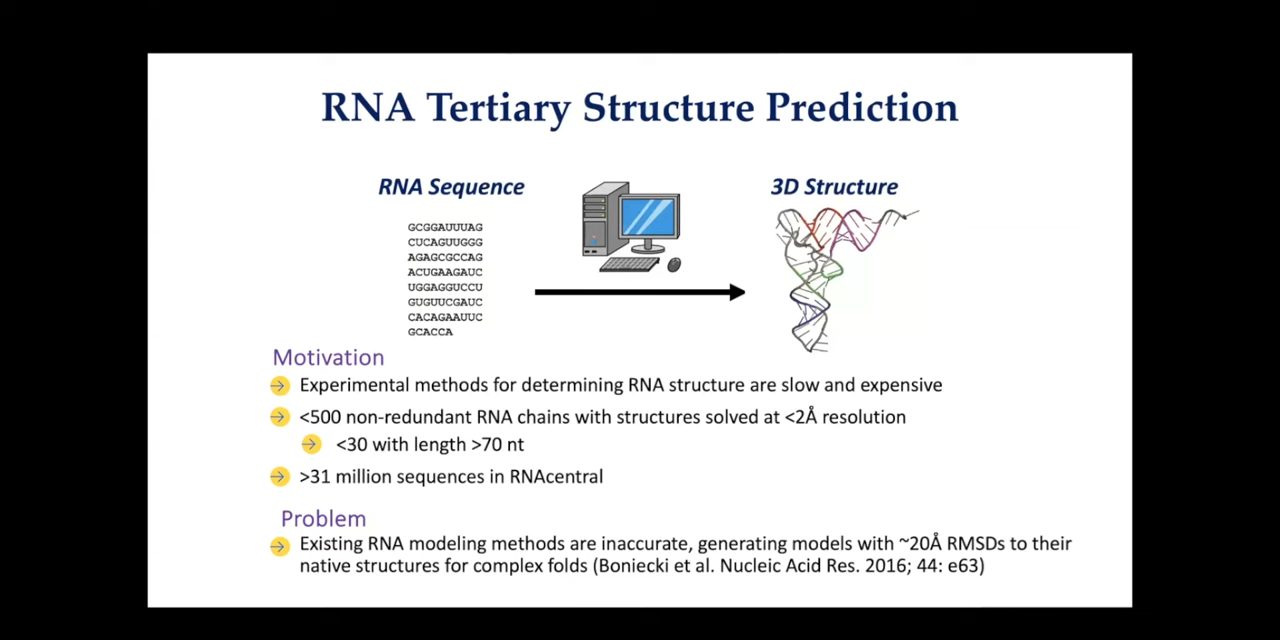 RNA Tertiary Structure Prediction
RNA Sequence
3D Structure
GCGGAUUUAG
CUCAGUUGGG
AGAGCGCCAG
ACUGAAGAUC
UGGAGGUCCU
GUGUUCGAUC
CACAGAAUUC
GCACCA
Motivation
Experimental methods for determining RNA structure are slow and expensive
<500 non-redundant RNA chains with structures solved at <2Å resolution
<30 with length >70 nt
>31 million sequences in RNAcentral
Problem
Existing RNA modeling methods are inaccurate, generating models with ~20Å RMSDs to their
native structures for complex folds (Boniecki et al. Nucleic Acid Res. 2016; 44: e63)